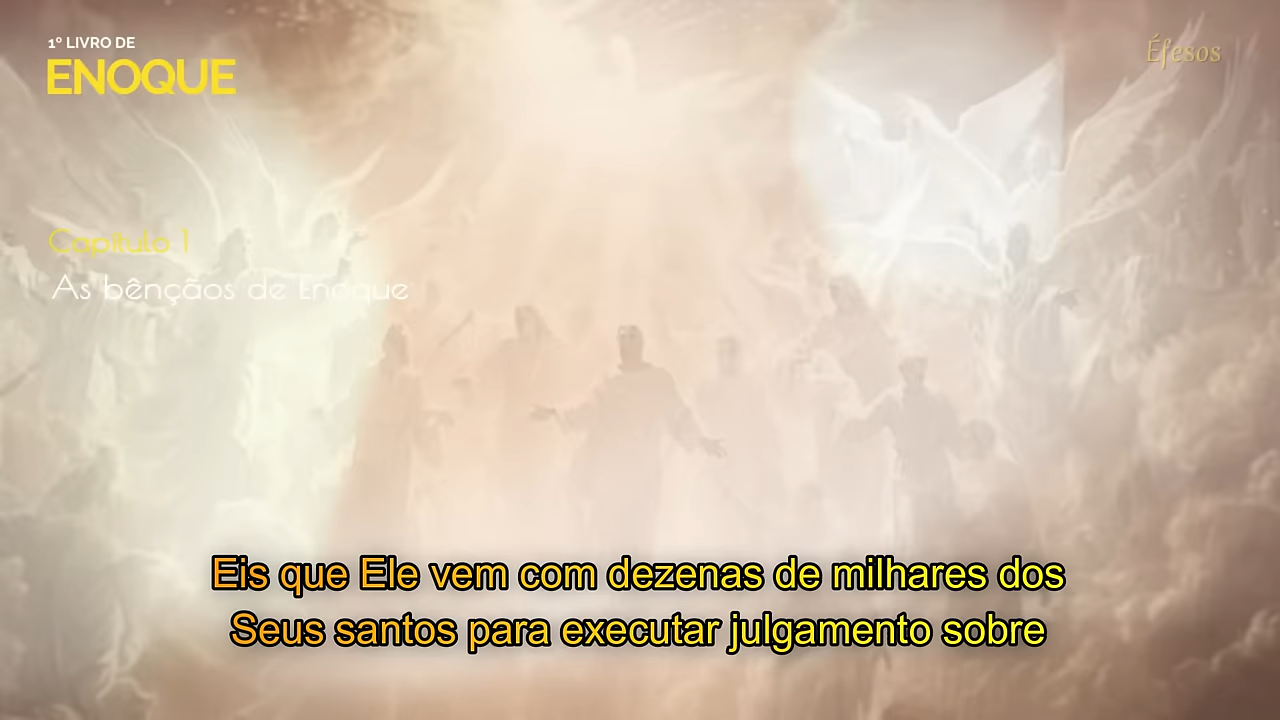 1º LIVRO DE
ENOQUE
Éfesos
Capítulo 1
As bênçãos de Enoque
Eis que Ele vem com dezenas de milhares dos
Seus santos para executar julgamento sobre